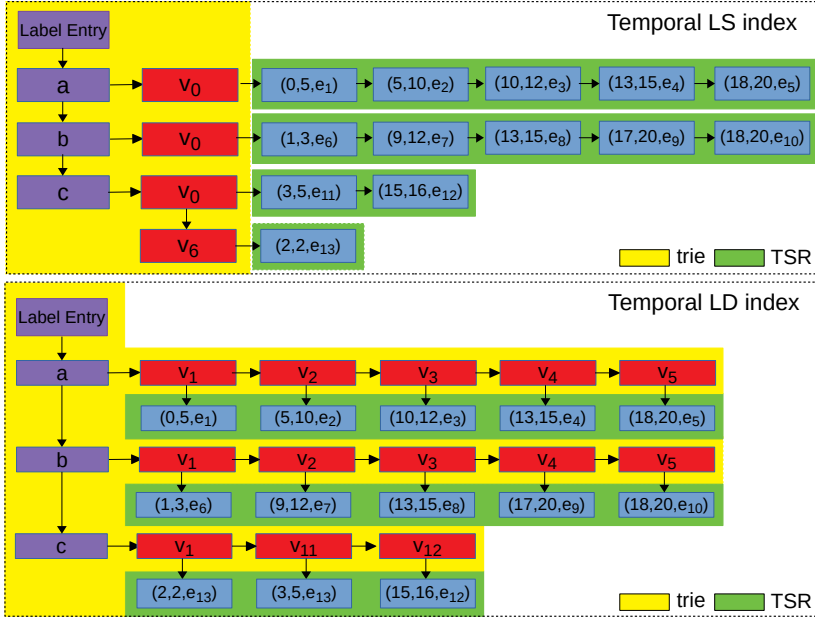 Temporal LS index
Label Entry
a v₀ (0,5,e₁) (5,10,e₂) (10,12,e₃) (13,15,e₄) (18,20,e₅)
b v₀ (1,3,e₆) (9,12,e₇) (13,15,e₈) (17,20,e₉) (18,20,e₁₀)
c v₀ (3,5,e₁₁) (15,16,e₁₂)
v₆ (2,2,e₁₃)
trie TSR
Temporal LD index
Label Entry
a v₁ v₂ v₃ v₄ v₅
(0,5,e₁) (5,10,e₂) (10,12,e₃) (13,15,e₄) (18,20,e₅)
b v₁ v₂ v₃ v₄ v₅
(1,3,e₆) (9,12,e₇) (13,15,e₈) (17,20,e₉) (18,20,e₁₀)
c v₁ v₁₁ v₁₂
(2,2,e₁₃) (3,5,e₁₃) (15,16,e₁₂)
trie TSR